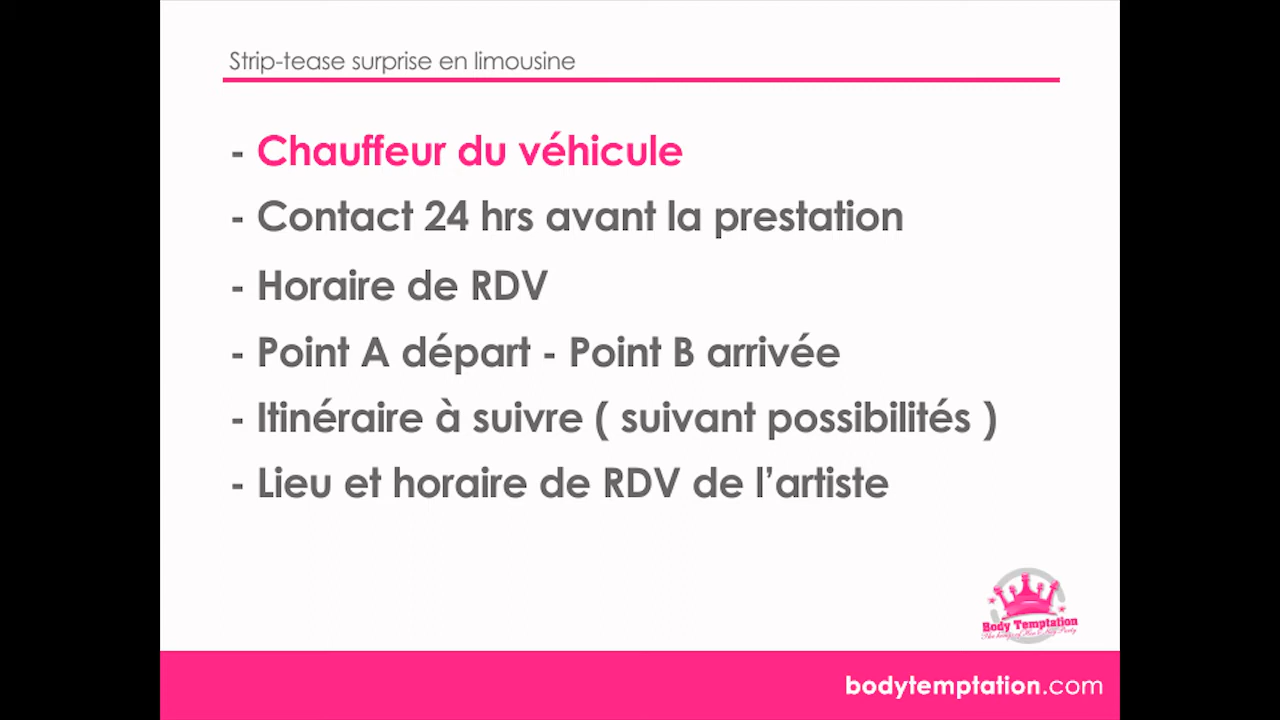 Strip-tease surprise en limousine
- Chauffeur du véhicule
- Contact 24 hrs avant la prestation
- Horaire de RDV
- Point A départ - Point B arrivée
- Itinéraire à suivre ( suivant possibilités )
- Lieu et horaire de RDV de l’artiste
Body Temptation
bodytemptation.com